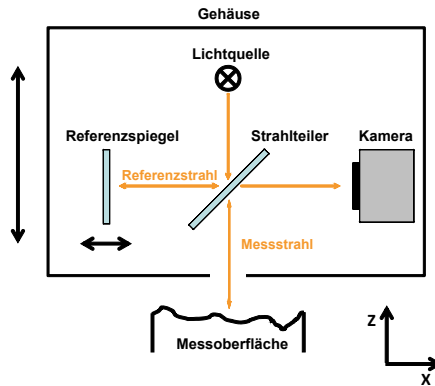 Gehäuse
Lichtquelle
Referenzspiegel
Strahlteiler
Kamera
Referenzstrahl
Messstrahl
Messoberfläche
Z
X